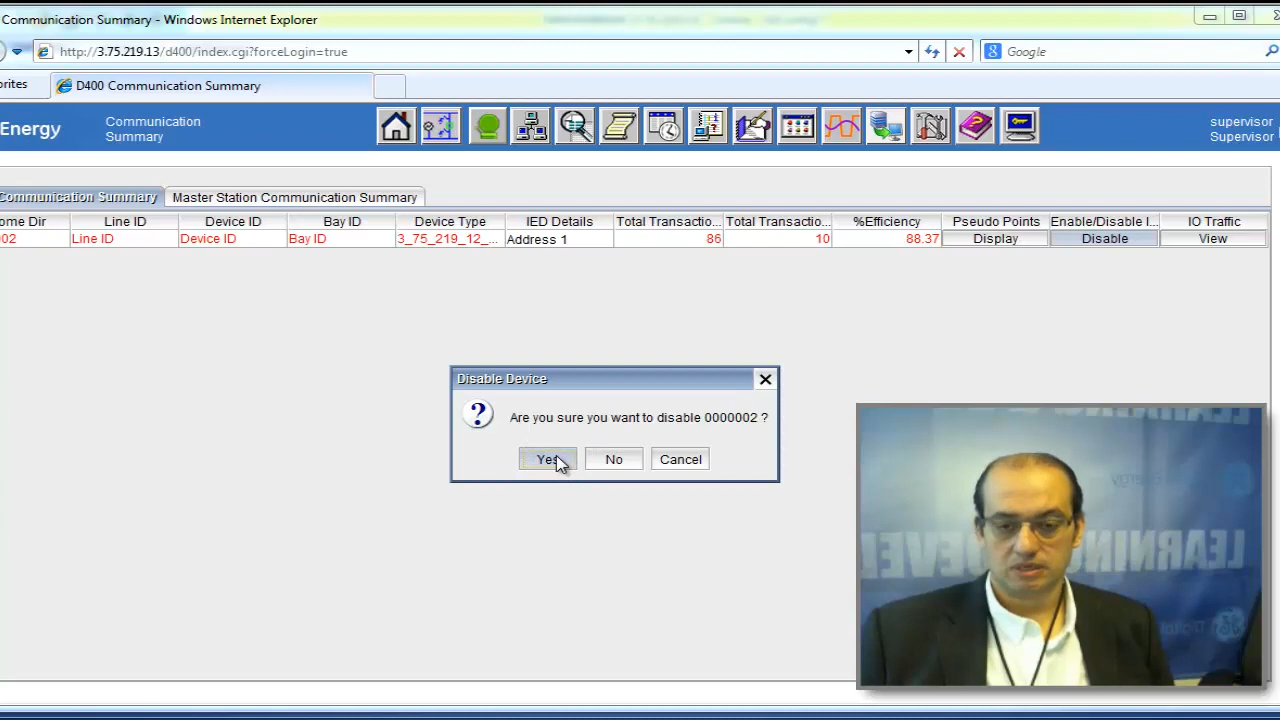 Communication Summary - Windows Internet Explorer
http://3.75.219.13/d400/index.cgi?forceLogin=true
Google
orites
D400 Communication Summary
Energy
Communication
Summary
supervisor
Supervisor
Communication Summary
Master Station Communication Summary
ome Dir Line ID Device ID Bay ID Device Type IED Details Total Transactio... Total Transactio... %Efficiency Pseudo Points Enable/Disable I... IO Traffic
02 Line ID Device ID Bay ID 3_75_219_12_... Address 1 86 10 88.37 Display Disable View
Disable Device
? Are you sure you want to disable 0000002 ?
Yes No Cancel
LEARNING
DEVEL